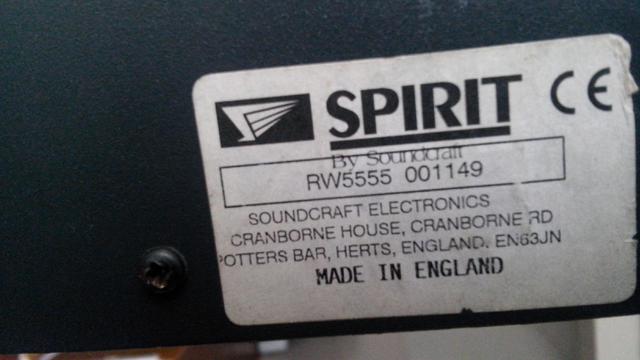 SPIRIT CE
By Soundcraft
RW5555 001149
SOUNDCRAFT ELECTRONICS
CRANBORNE HOUSE, CRANBORNE RD
POTTERS BAR, HERTS, ENGLAND. EN63JN
MADE IN ENGLAND